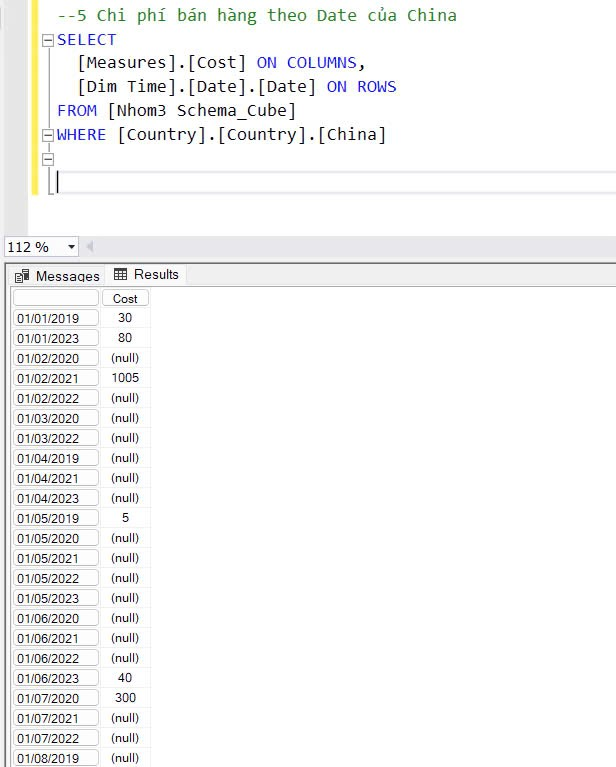 --5 Chi phí bán hàng theo Date của China
SELECT
[Measures].[Cost] ON COLUMNS,
[Dim Time].[Date].[Date] ON ROWS
FROM [Nhom3 Schema_Cube]
WHERE [Country].[Country].[China]
112 %
Messages Results
Cost
01/01/2019 30
01/01/2023 80
01/02/2020 (null)
01/02/2021 1005
01/02/2022 (null)
01/03/2020 (null)
01/03/2022 (null)
01/04/2019 (null)
01/04/2021 (null)
01/04/2023 (null)
01/05/2019 5
01/05/2020 (null)
01/05/2021 (null)
01/05/2022 (null)
01/05/2023 (null)
01/06/2020 (null)
01/06/2021 (null)
01/06/2022 (null)
01/06/2023 40
01/07/2020 300
01/07/2021 (null)
01/07/2022 (null)
01/08/2019 (null)